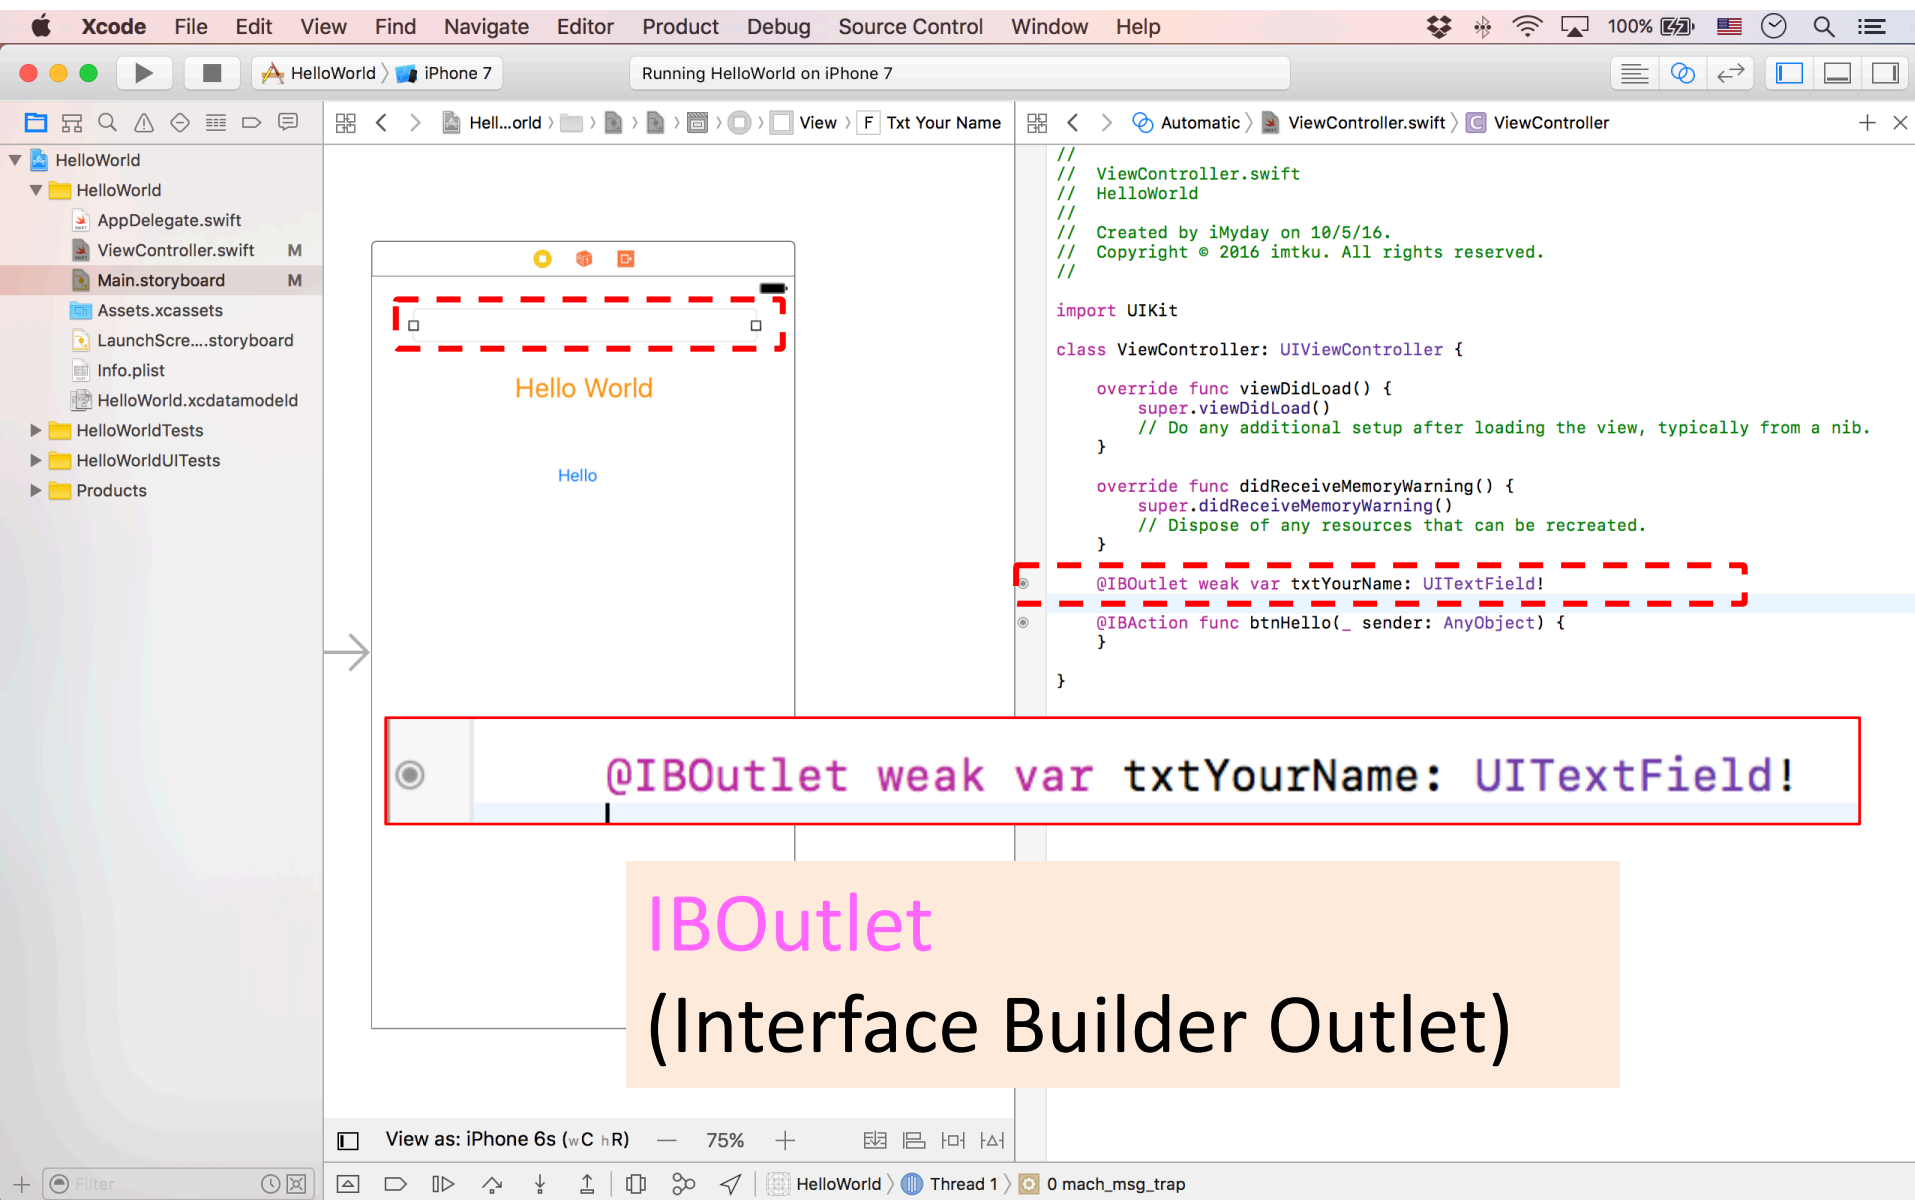 Xcode File Edit View Find Navigate Editor Product Debug Source Control Window Help 100%
HelloWorld iPhone 7 Running HelloWorld on iPhone 7
Hell...orld View F Txt Your Name
Automatic ViewController.swift C ViewController
HelloWorld
HelloWorld
AppDelegate.swift
ViewController.swift M
Main.storyboard M
Assets.xcassets
LaunchScre....storyboard
Info.plist
HelloWorld.xcdatamodeld
HelloWorldTests
HelloWorldUITests
Products
Hello World
Hello
//
// ViewController.swift
// HelloWorld
//
// Created by iMyday on 10/5/16.
// Copyright © 2016 imtku. All rights reserved.
//
import UIKit
class ViewController: UIViewController {
override func viewDidLoad() {
super.viewDidLoad()
// Do any additional setup after loading the view, typically from a nib.
}
override func didReceiveMemoryWarning() {
super.didReceiveMemoryWarning()
// Dispose of any resources that can be recreated.
}
@IBOutlet weak var txtYourName: UITextField!
@IBAction func btnHello(_ sender: AnyObject) {
}
}
@IBOutlet weak var txtYourName: UITextField!
IBOutlet
(Interface Builder Outlet)
View as: iPhone 6s (wC hR) — 75% +
Filter
HelloWorld Thread 1 0 mach_msg_trap